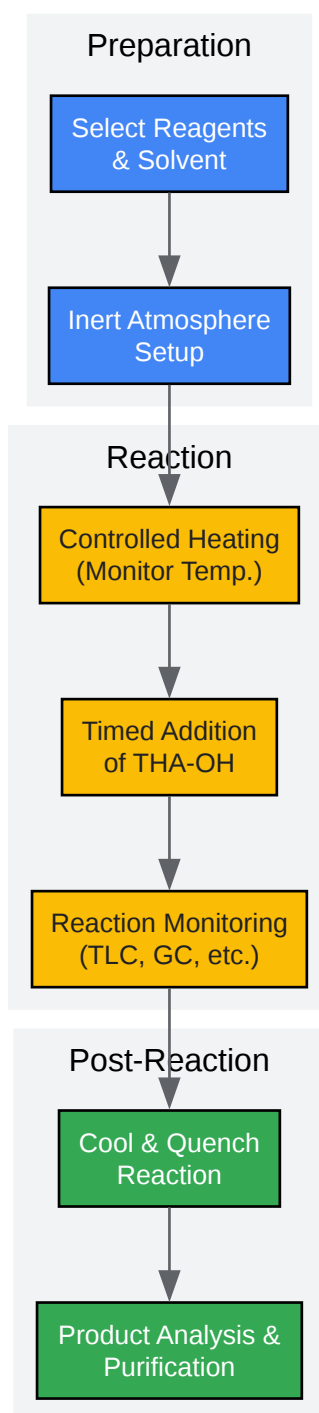 Preparation
Select Reagents
& Solvent
Inert Atmosphere
Setup
Reaction
Controlled Heating
(Monitor Temp.)
Timed Addition
of THA-OH
Reaction Monitoring
(TLC, GC, etc.)
Post-Reaction
Cool & Quench
Reaction
Product Analysis &
Purification